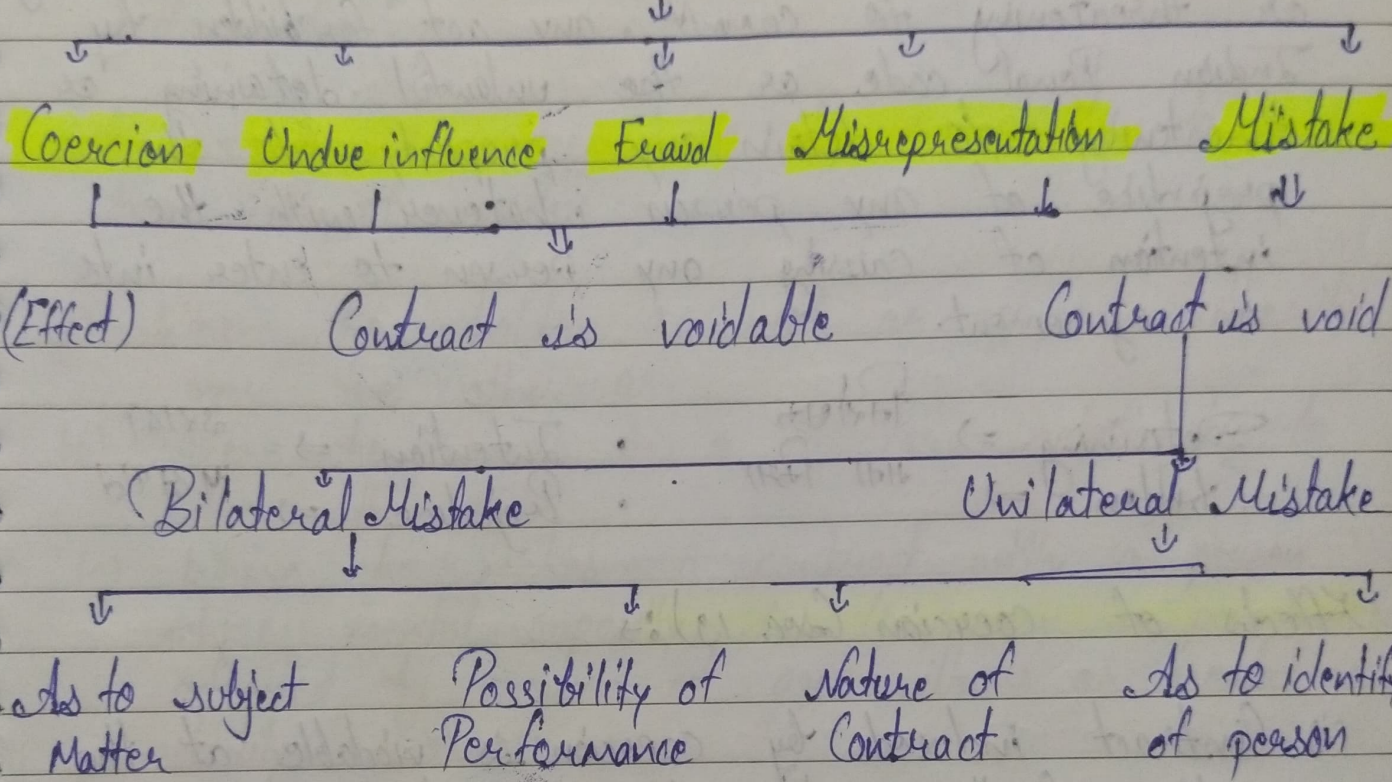 Coercion Undue influence Fraud Misrepresentation Mistake
(Effect) Contract is voidable Contract is void
Bilateral Mistake Unilateral Mistake
As to subject Possibility of Nature of As to identit
Matter Performance Contract of person